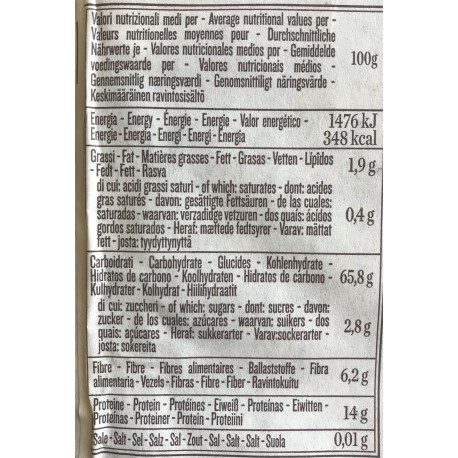 Valori nutrizionali medi per - Average nutritional values per -
Valeurs nutritionelles moyennes pour - Durchschnittliche
Nährwerte je - Valores nutricionales medios por - Gemiddelde
voedingswaarde per - Valores nutricionais médios -
Gennemsnitlig næringsværdi - Genomsnittiligt näringsvärde -
Keskimääräinen ravintosisältö
100g
Energia - Energy - Énergie - Energie - Valor energético -
Energie - Energia - Energi - Energi - Energia
1476 kJ
348 kcal
Grassi - Fat - Matières grasses - Fett - Grasas - Vetten - Lípidos
- Fedt - Fett - Rasva
1,9 g
di cui: acidi grassi saturi - of which: saturates - dont: acides
gras saturés - davon: gesättigte Fettsäuren - de las cuales:
saturadas - waarvan: verzadigde vetzuren - dos quais: ácidos
gordos saturados - Heraf: mættede fedtsyrer - Varav: mättat
fett - josta: tyydyttynyttä
0,4 g
Carboidrati - Carbohydrate - Glucides - Kohlenhydrate -
Hidratos de carbono - Koolhydraten - Hidratos de carbono -
Kulhydrater - Kolhydrat - Hiilihydraatit
65,8 g
di cui: zuccheri - of which: sugars - dont: sucres - davon:
zucker - de los cuales: azúcares - waarvan: suikers - dos
quais: açúcares - Heraf: sukkerarter - Varav:sockerarter -
josta: sokereita
2,8 g
Fibre - Fibre - Fibres alimentaires - Ballaststoffe - Fibra
alimentaria - Vezels - Fibras - Fibre - Fiber - Ravintokuitu
6,2 g
Proteine - Protein - Protéines - Eiweiß - Proteínas - Eiwitten -
Proteínas - Proteiner - Protein - Proteiini
14 g
Sale - Salt - Sel - Salz - Sal - Zout - Sal - Salt - Salt - Suola
0,01 g